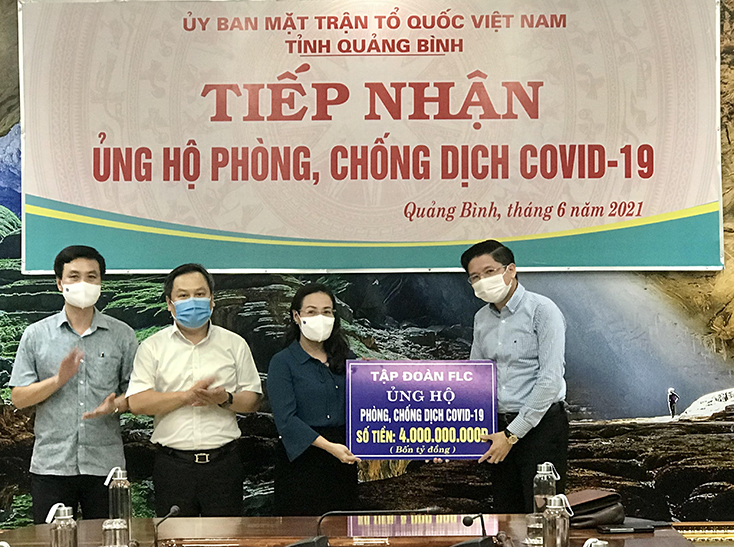 ỦY BAN MẶT TRẬN TỔ QUỐC VIỆT NAM
TỈNH QUẢNG BÌNH
TIẾP NHẬN
ỦNG HỘ PHÒNG, CHỐNG DỊCH COVID-19
Quảng Bình, tháng 6 năm 2021
TẬP ĐOÀN FLC
ỦNG HỘ
PHÒNG, CHỐNG DỊCH COVID-19
SỐ TIỀN: 4.000.000.000Đ
( Bốn tỷ đồng )